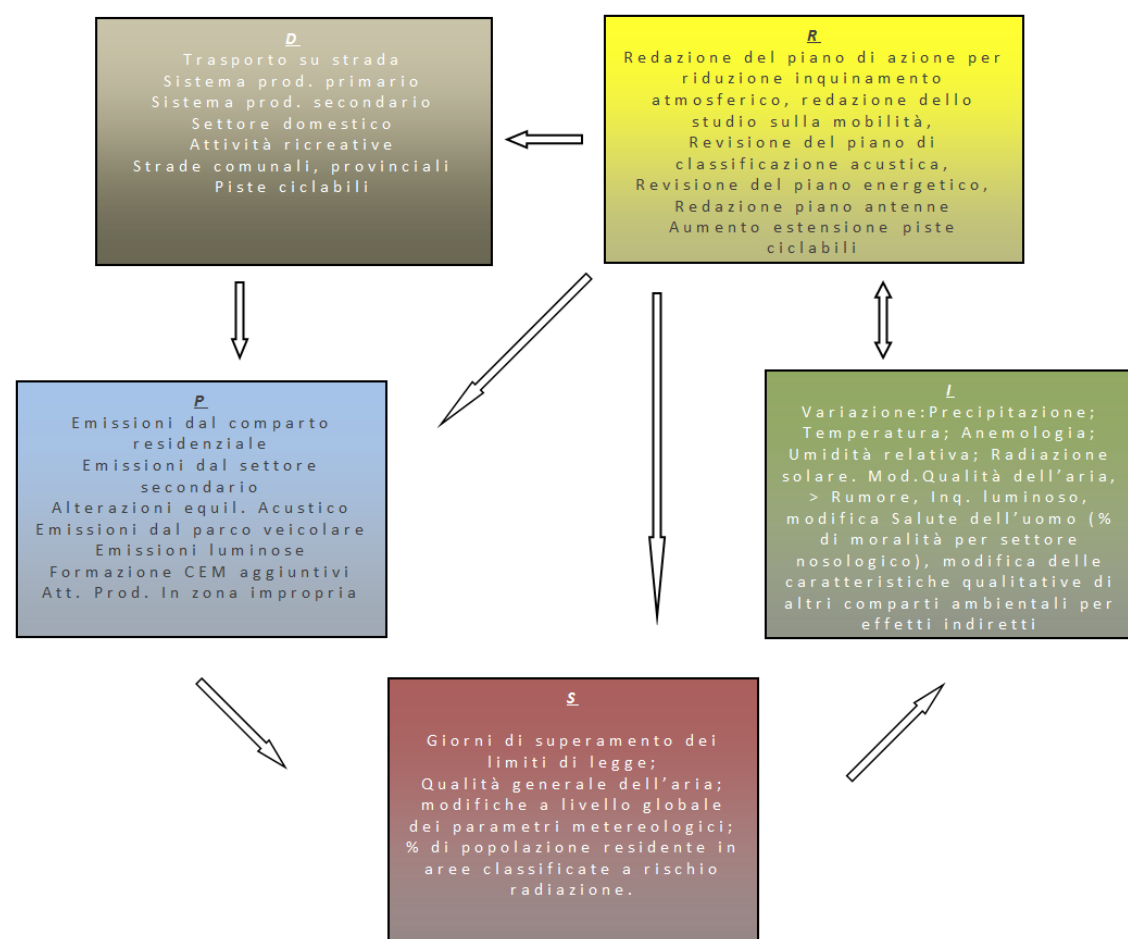 D
Trasporto su strada
Sistema prod. primario
Sistema prod. secondario
Settore domestico
Attività ricreative
Strade comunali, provinciali
Piste ciclabili
R
Redazione del piano di azione per
riduzione inquinamento
atmosferico, redazione dello
studio sulla mobilità,
Revisione del piano di
classificazione acustica,
Revisione del piano energetico,
Redazione piano antenne
Aumento estensione piste
ciclabili
P
Emissioni dal comparto
residenziale
Emissioni dal settore
secondario
Alterazioni equil. Acustico
Emissioni dal parco veicolare
Emissioni luminose
Formazione CEM aggiuntivi
Att. Prod. In zona impropria
I
Variazione:Precipitazione;
Temperatura; Anemologia;
Umidità relativa; Radiazione
solare. Mod.Qualità dell’aria,
> Rumore, Inq. luminoso,
modifica Salute dell’uomo (%
di moralità per settore
nosologico), modifica delle
caratteristiche qualitative di
altri comparti ambientali per
effetti indiretti
S
Giorni di superamento dei
limiti di legge;
Qualità generale dell’aria;
modifiche a livello globale
dei parametri metereologici;
% di popolazione residente in
aree classificate a rischio
radiazione.